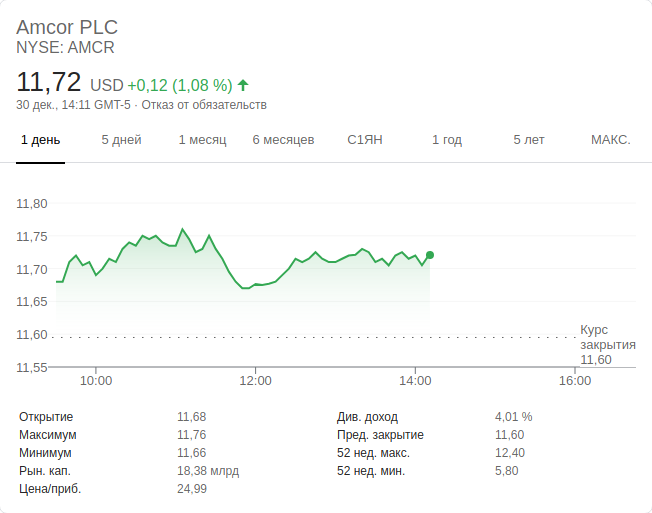 Amcor PLC
NYSE: AMCR
11,72 USD +0,12 (1,08 %)
30 дек., 14:11 GMT-5 · Отказ от обязательств
1 день 5 дней 1 месяц 6 месяцев С1ЯН 1 год 5 лет МАКС.
11,80
11,75
11,70
11,65
11,60
11,55
Курс
закрытия
11,60
10:00 12:00 14:00 16:00
Открытие 11,68 Див. доход 4,01 %
Максимум 11,76 Пред. закрытие 11,60
Минимум 11,66 52 нед. макс. 12,40
Рын. кап. 18,38 млрд 52 нед. мин. 5,80
Цена/приб. 24,99